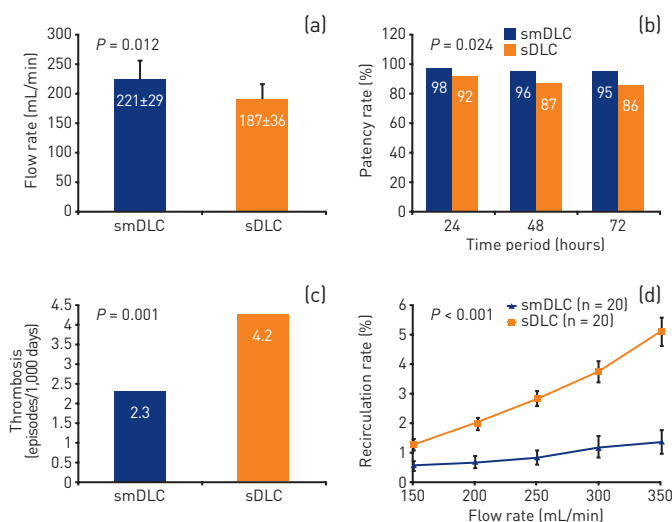 (a)
P = 0.012
Flow rate (mL/min)
300
250
200
150
100
50
0
221±29
187±36
smDLC
sDLC
(b)
P = 0.024
smDLC
sDLC
Patency rate (%)
120
100
80
60
40
20
0
98
92
96
87
95
86
24
48
72
Time period (hours)
(c)
P = 0.001
Thrombosis
(episodes/1,000 days)
4.5
4
3.5
3
2.5
2
1.5
1
0.5
0
2.3
4.2
smDLC
sDLC
(d)
P < 0.001
smDLC (n = 20)
sDLC (n = 20)
Recirculation rate (%)
6
5
4
3
2
1
0
150
200
250
300
350
Flow rate (mL/min)